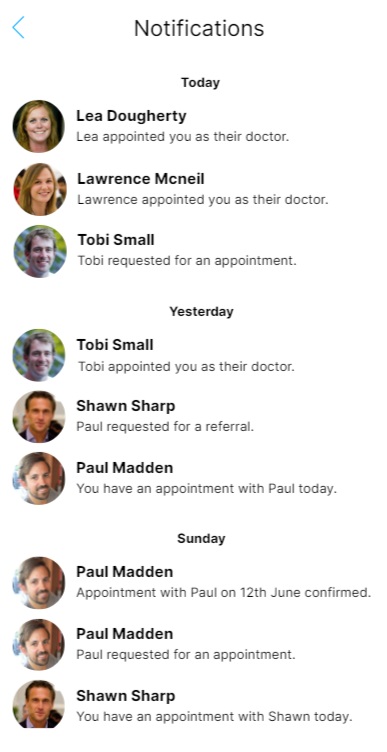 Notifications
Today
Lea Dougherty
Lea appointed you as their doctor.
Lawrence Mcneil
Lawrence appointed you as their doctor.
Tobi Small
Tobi requested for an appointment.
Yesterday
Tobi Small
Tobi appointed you as their doctor.
Shawn Sharp
Paul requested for a referral.
Paul Madden
You have an appointment with Paul today.
Sunday
Paul Madden
Appointment with Paul on 12th June confirmed.
Paul Madden
Paul requested for an appointment.
Shawn Sharp
You have an appointment with Shawn today.